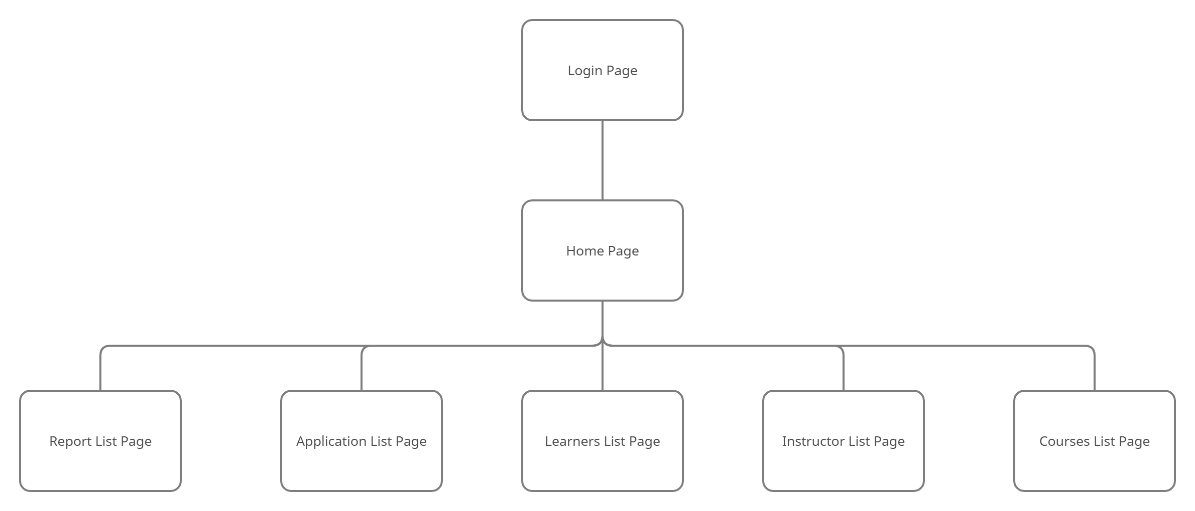 Login Page
Home Page
Report List Page
Application List Page
Learners List Page
Instructor List Page
Courses List Page